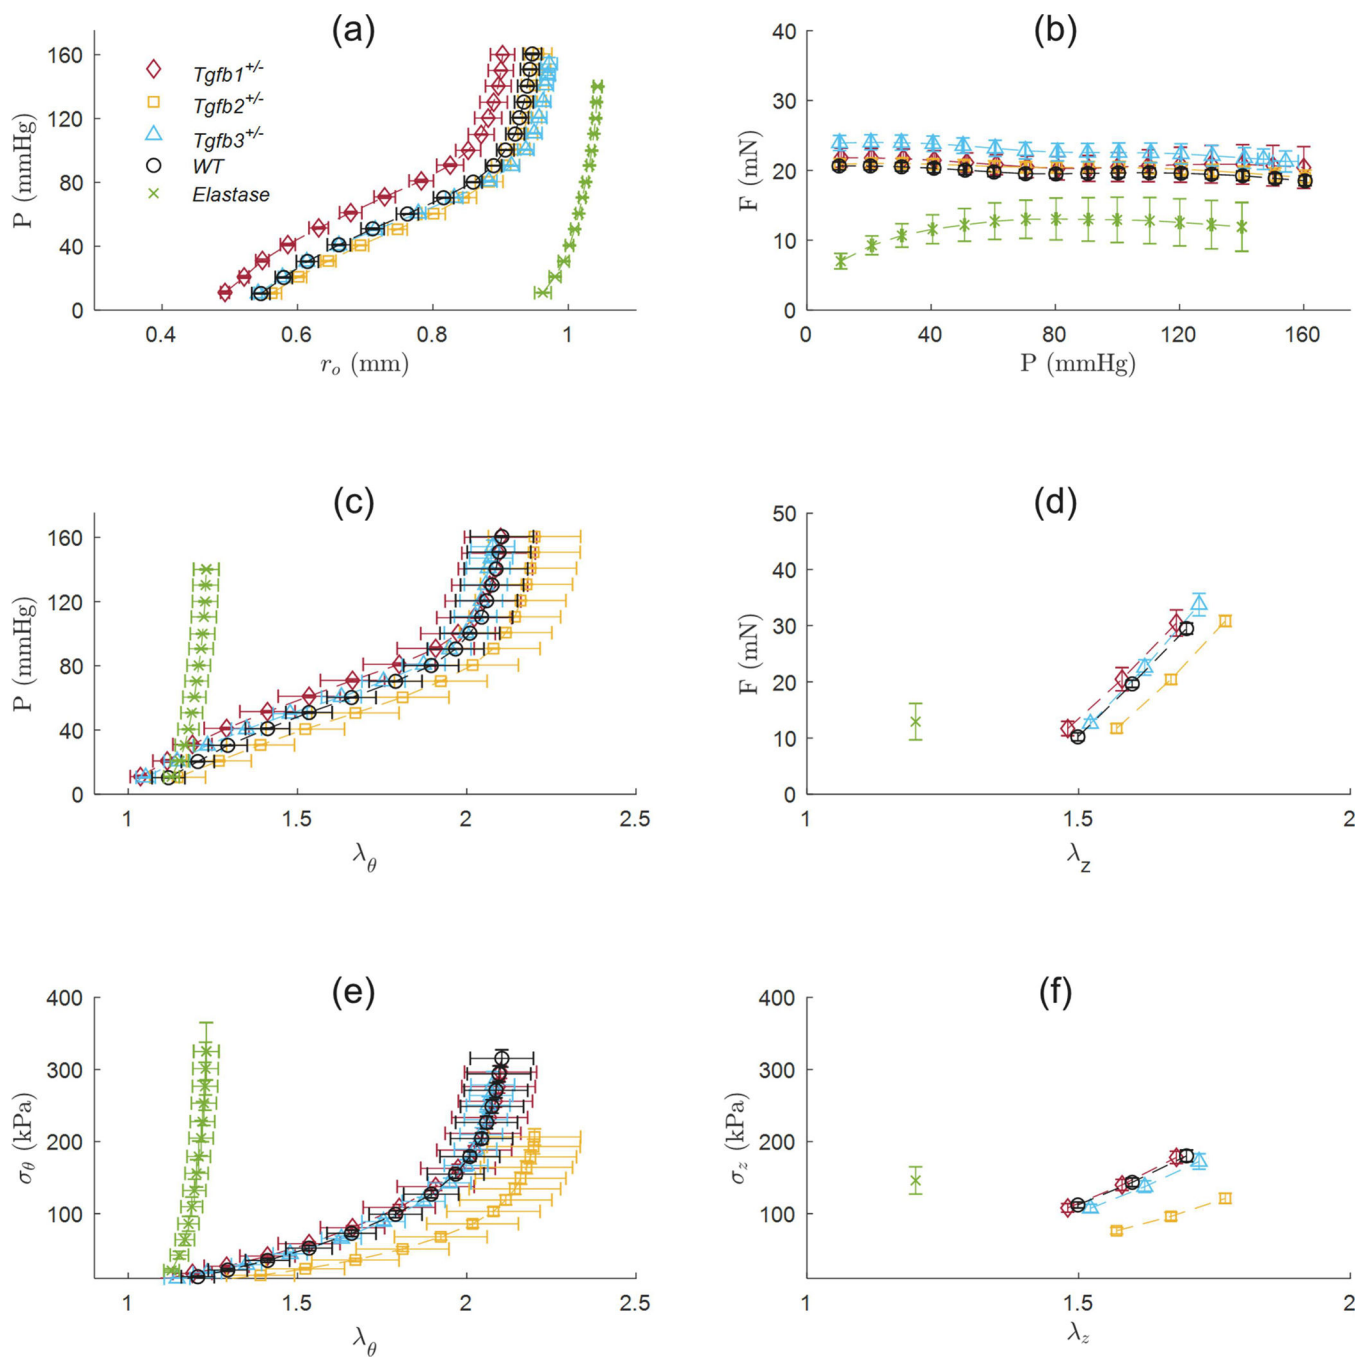 (a)
P (mmHg)
160
120
80
40
0
Tgfb1+/-
Tgfb2+/-
Tgfb3+/-
WT
Elastase
0.4 0.6 0.8 1
r_o (mm)
(b)
F (mN)
40
30
20
10
0
0 40 80 120 160
P (mmHg)
(c)
P (mmHg)
160
120
80
40
0
1 1.5 2 2.5
λθ
(d)
F (mN)
50
40
30
20
10
0
1 1.5 2
λz
(e)
σθ (kPa)
400
300
200
100
1 1.5 2 2.5
λθ
(f)
σz (kPa)
400
300
200
100
1 1.5 2
λz